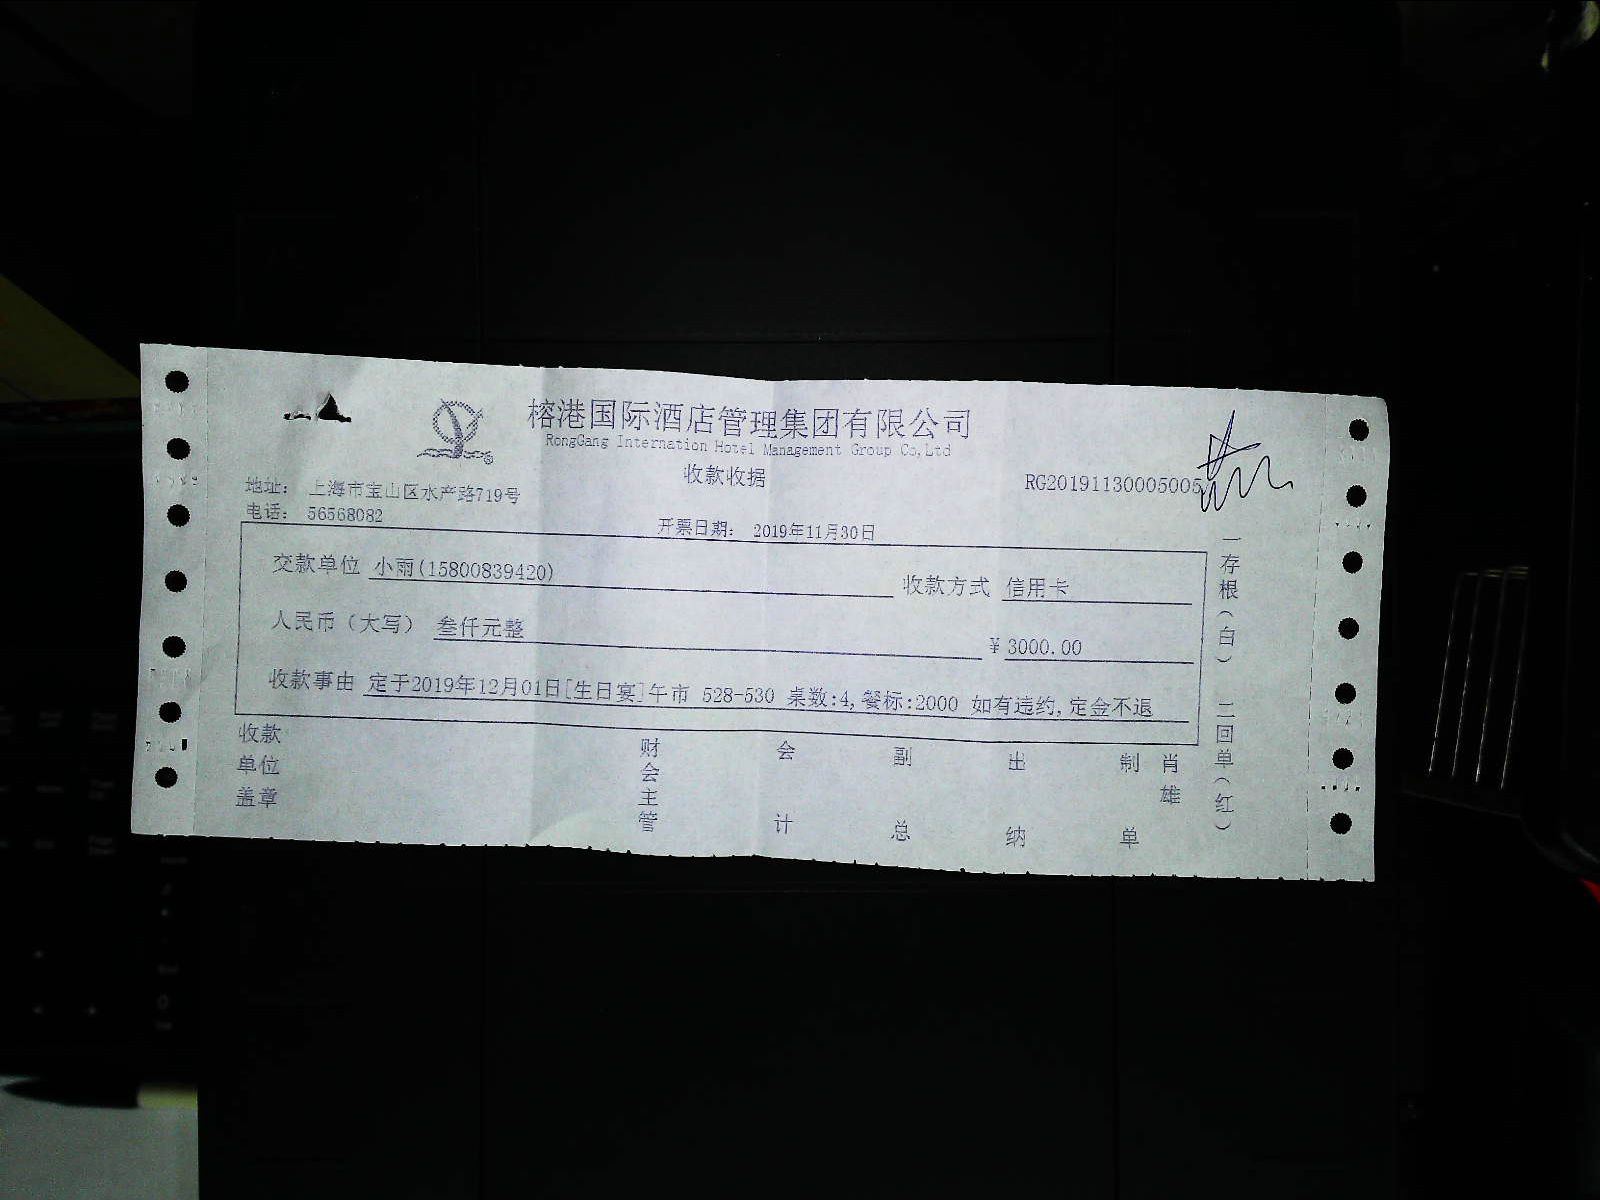 榕港国际酒店管理集团有限公司
RongGang Internation Hotel Management Group Co,Ltd
收款收据
RG20191130005005
地址： 上海市宝山区水产路719号
电话： 56568082
开票日期： 2019年11月30日
交款单位 小雨(15800839420) 收款方式 信用卡
人民币（大写） 叁仟元整 ¥ 3000.00
收款事由 定于2019年12月01日[生日宴]午市 528-530 桌数:4,餐标:2000 如有违约,定金不退
收款单位盖章 财会主管 会计 副总 出纳 制单 肖雄
一存根（白） 二回单（红）